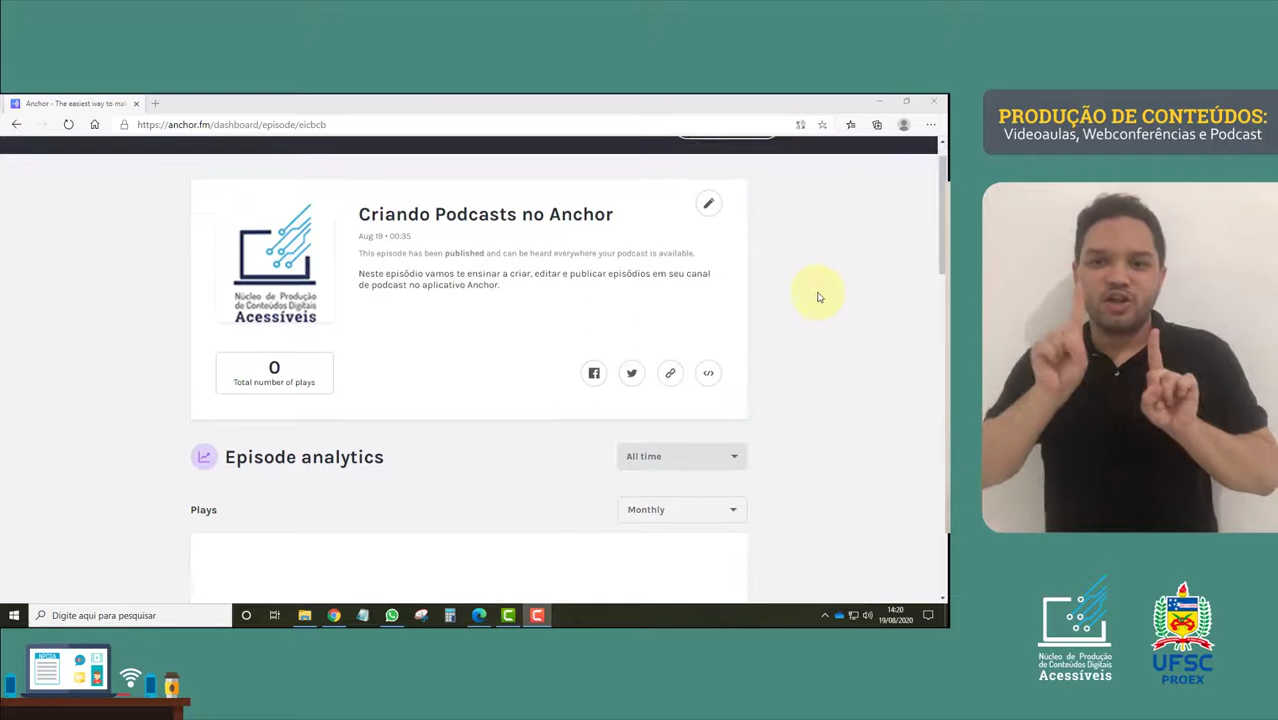 Anchor - The easiest way to mak
https://anchor.fm/dashboard/episode/eicbcb
PRODUÇÃO DE CONTEÚDOS:
Videoaulas, Webconferências e Podcast
Criando Podcasts no Anchor
Aug 19 • 00:35
This episode has been published and can be heard everywhere your podcast is available.
Neste episódio vamos te ensinar a criar, editar e publicar episódios em seu canal
de podcast no aplicativo Anchor.
Núcleo de Produção
de Conteúdos Digitais
Acessíveis
0
Total number of plays
Episode analytics
All time
Plays
Monthly
Digite aqui para pesquisar
14:20
19/08/2020
NPCDA
Núcleo de Produção
de Conteúdos Digitais
Acessíveis
UFSC
PROEX